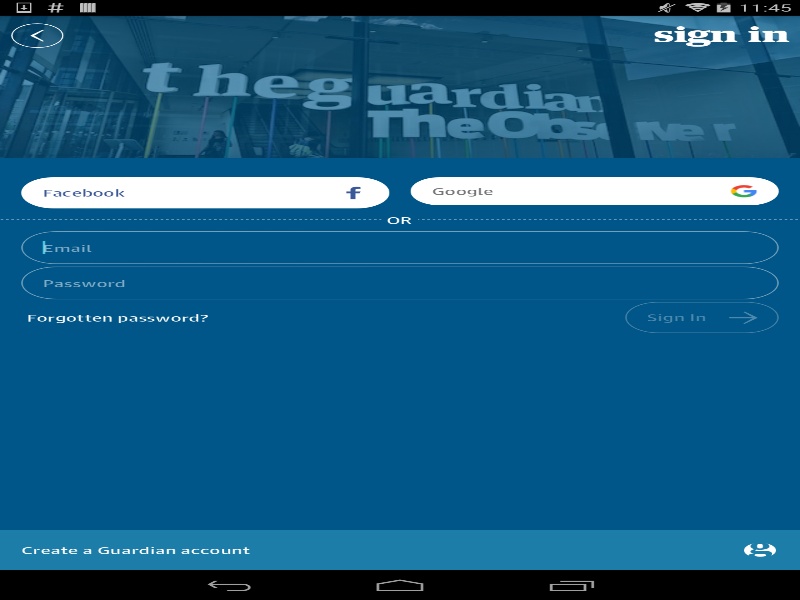 # 11:45
sign in
theguardian
TheObserver
Facebook
Google
OR
Email
Password
Forgotten password?
Sign In
Create a Guardian account